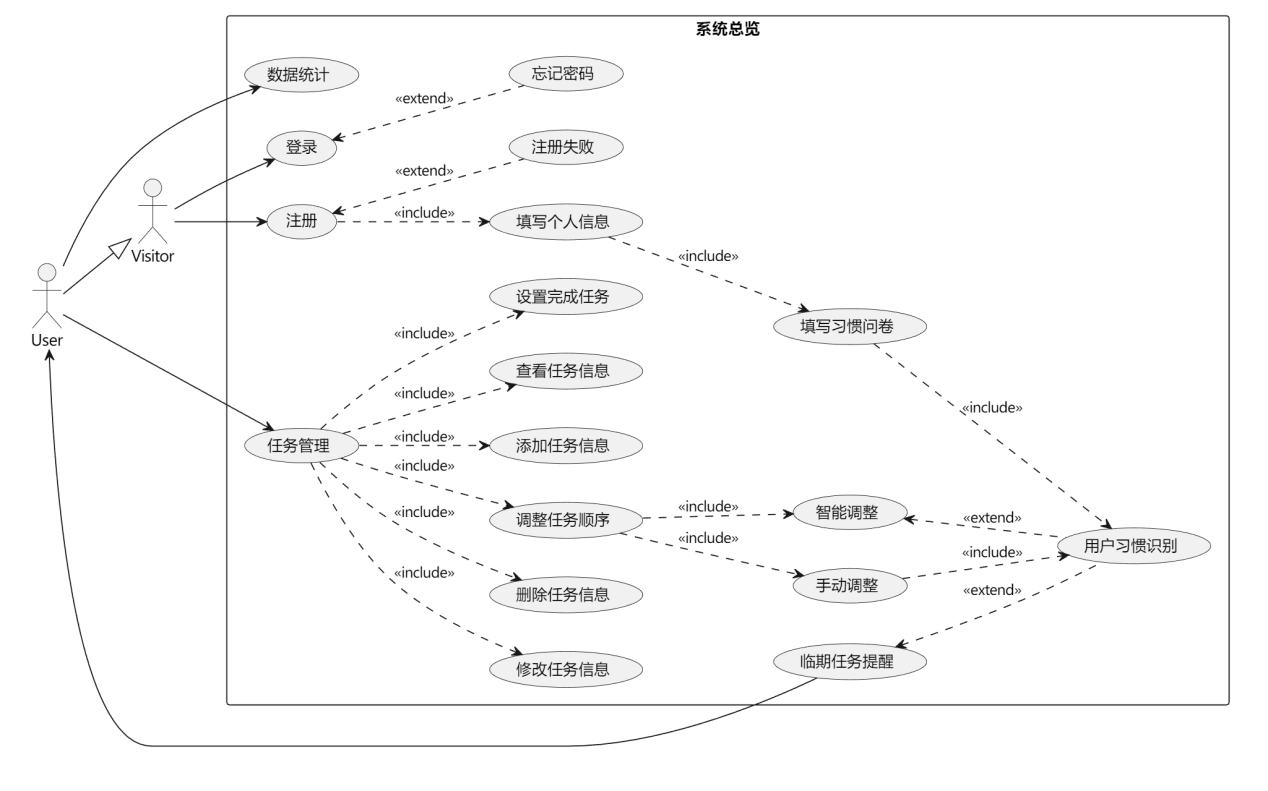 系统总览
数据统计
忘记密码
«extend»
登录
注册失败
«extend»
注册
«include»
填写个人信息
Visitor
«include»
User
设置完成任务
«include»
填写习惯问卷
查看任务信息
«include»
«include»
任务管理
«include»
添加任务信息
«include»
调整任务顺序
«include»
智能调整
«extend»
«include»
«include»
用户习惯识别
«include»
手动调整
«include»
删除任务信息
«extend»
修改任务信息
临期任务提醒